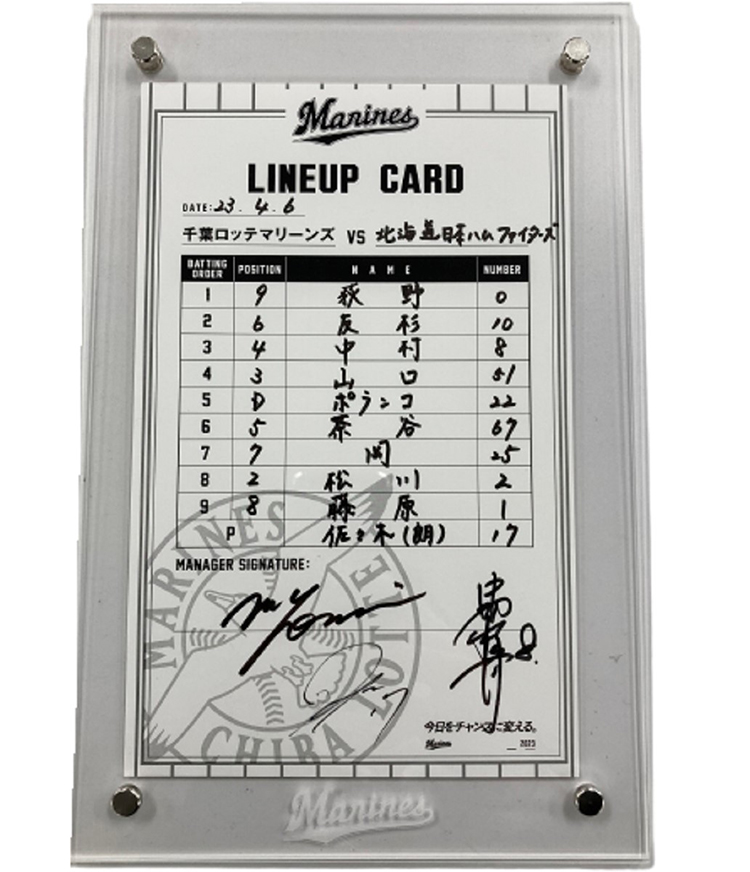 Marines
LINEUP CARD
DATE: 23. 4. 6
千葉ロッテマリーンズ VS 北海道日本ハムファイターズ
BATTING ORDER POSITION NAME NUMBER
1 9 荻野 0
2 6 友杉 10
3 4 中村 8
4 3 山口 51
5 D ポランコ 22
6 5 茶谷 67
7 7 岡 25
8 2 松川 2
9 8 藤原 1
P 佐々木(朗) 17
MANAGER SIGNATURE:
MARINES
CHIBA LOTTE
今日をチャンスに変える。
Marines 2023
Marines